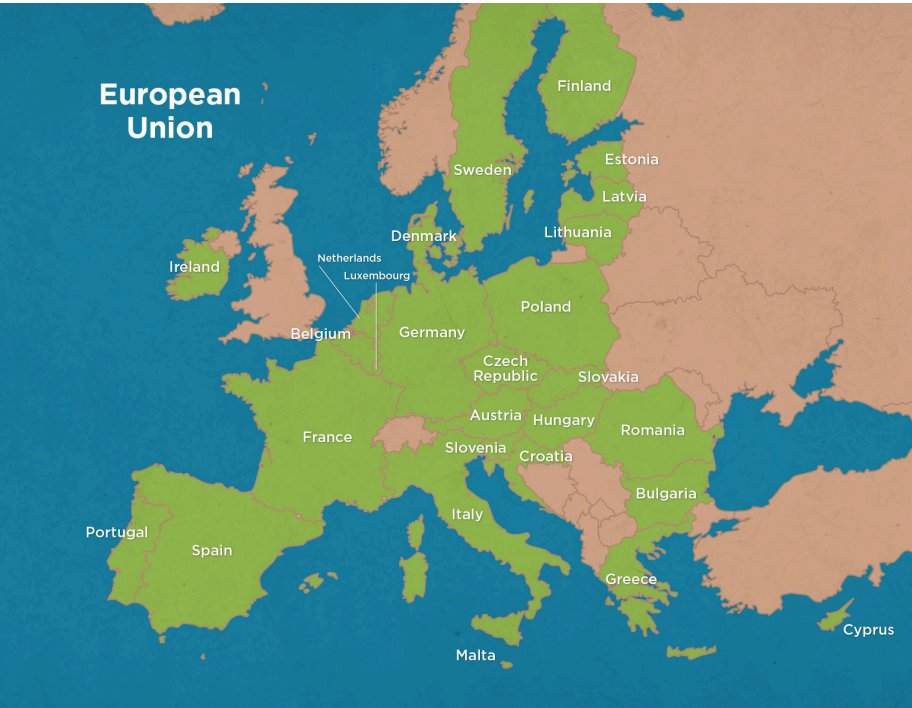 European
Union
Finland
Estonia
Sweden
Latvia
Lithuania
Denmark
Netherlands
Ireland
Luxembourg
Poland
Belgium
Germany
Czech
Republic
Slovakia
Austria
Hungary
France
Romania
Slovenia
Croatia
Bulgaria
Italy
Portugal
Spain
Greece
Cyprus
Malta